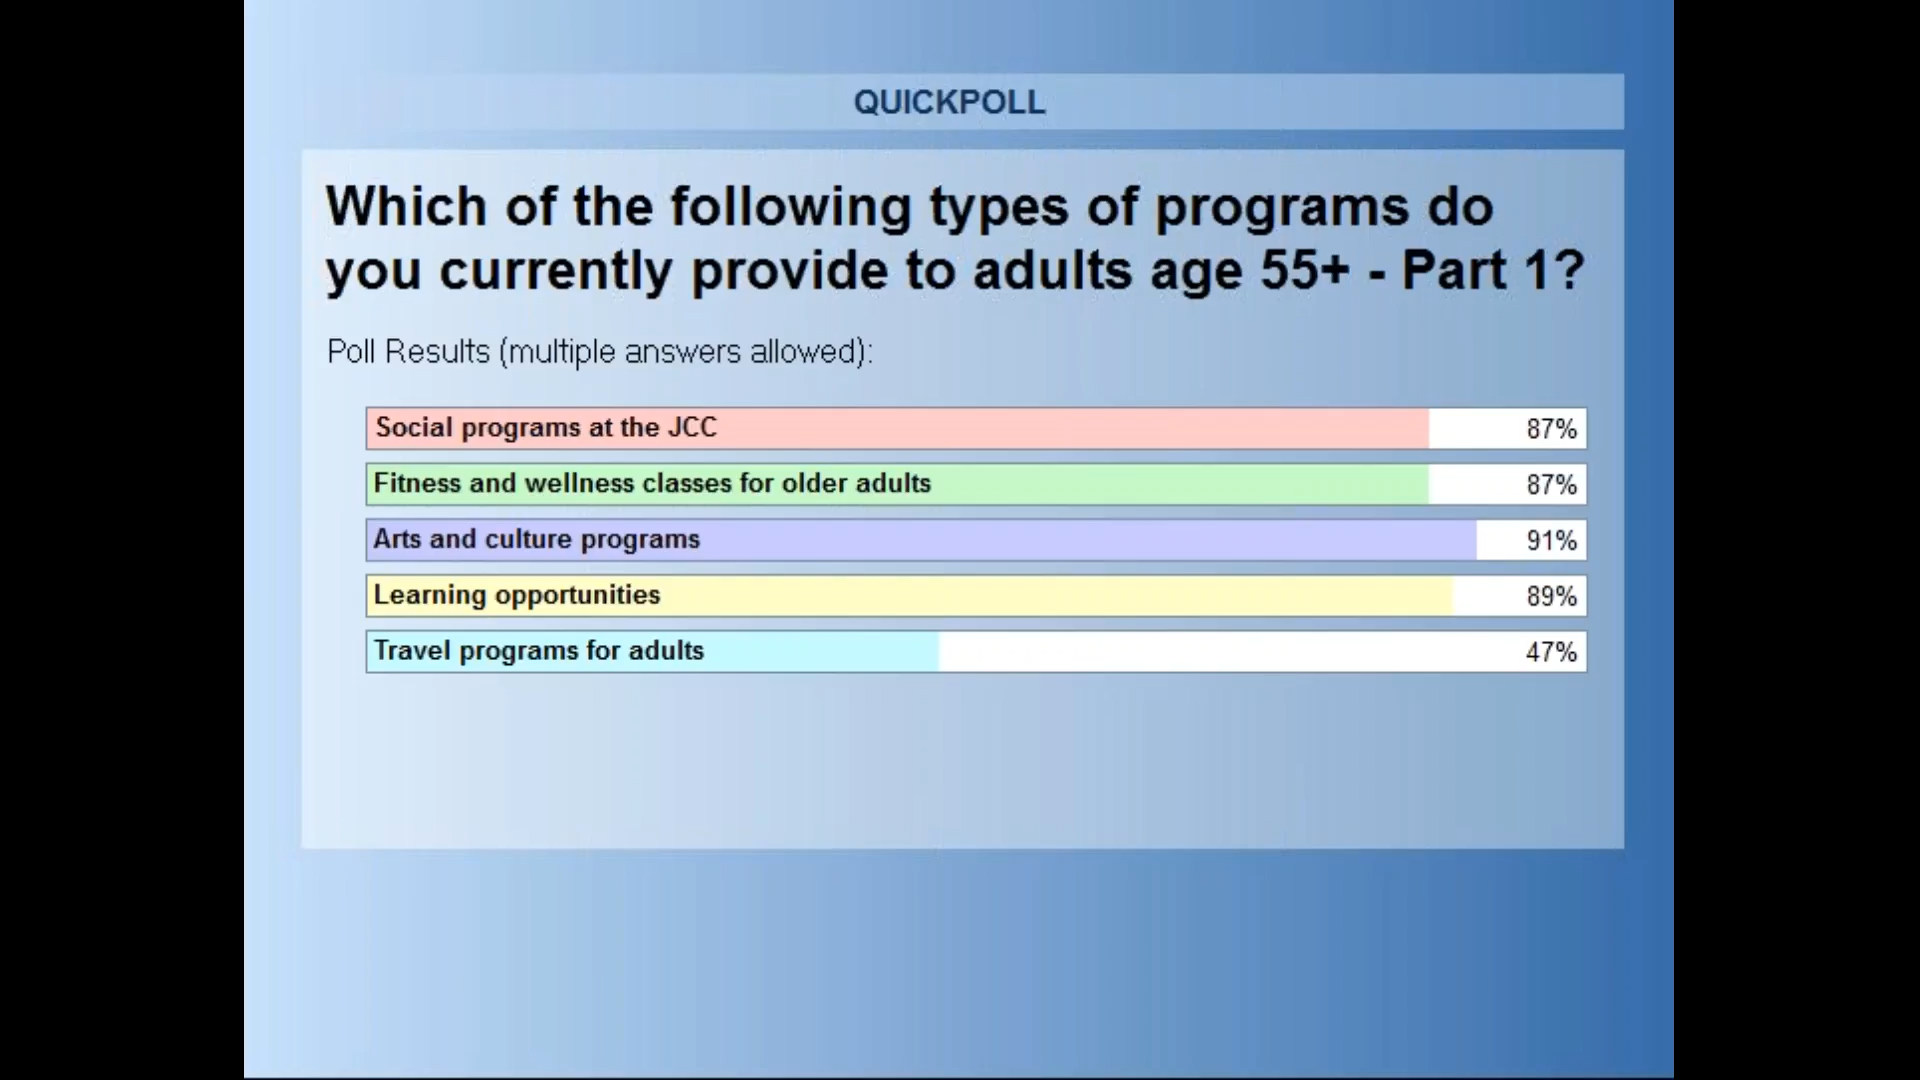 QUICKPOLL
Which of the following types of programs do
you currently provide to adults age 55+ - Part 1?
Poll Results (multiple answers allowed):
Social programs at the JCC 87%
Fitness and wellness classes for older adults 87%
Arts and culture programs 91%
Learning opportunities 89%
Travel programs for adults 47%